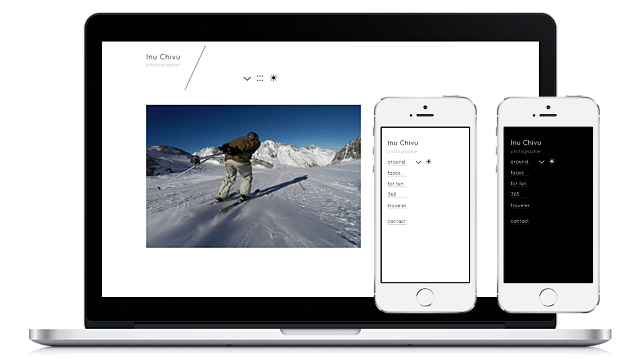 Inu Chivu
photographer
Inu Chivu
photographer
around
faces
for fun
365
traveler
contact
Inu Chivu
photographer
around
faces
for fun
365
traveler
contact